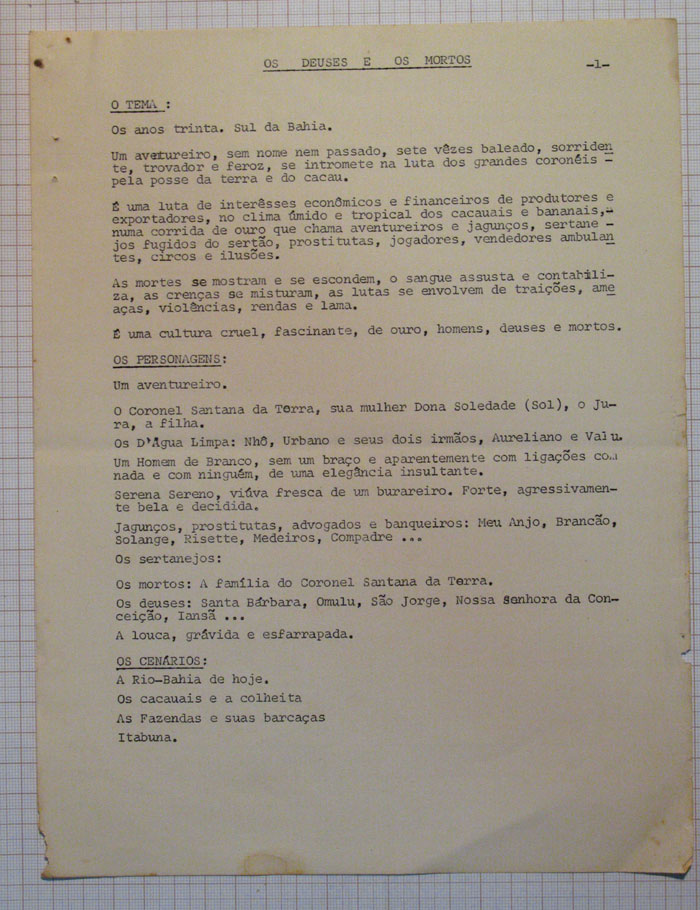 OS DEUSES E OS MORTOS
-1-
O TEMA :
Os anos trinta. Sul da Bahia.
Um aventureiro, sem nome nem passado, sete vêzes baleado, sorriden
te, trovador e feroz, se intromete na luta dos grandes coronéis -
pela posse da terra e do cacau.
É uma luta de interêsses econômicos e financeiros de produtores e
exportadores, no clima úmido e tropical dos cacauais e bananais,-
numa corrida de ouro que chama aventureiros e jagunços, sertane -
jos fugidos do sertão, prostitutas, jogadores, vendedores ambulan
tes, circos e ilusões.
As mortes se mostram e se escondem, o sangue assusta e contabili-
za, as crenças se misturam, as lutas se envolvem de traições, ame
aças, violências, rendas e lama.
É uma cultura cruel, fascinante, de ouro, homens, deuses e mortos.
OS PERSONAGENS:
Um aventureiro.
O Coronel Santana da Terra, sua mulher Dona Soledade (Sol), o Ju-
ra, a filha.
Os D'Água Limpa: Nhô, Urbano e seus dois irmãos, Aureliano e Valu.
Um Homem de Branco, sem um braço e aparentemente com ligações com
nada e com ninguém, de uma elegância insultante.
Serena Sereno, viúva fresca de um burareiro. Forte, agressivamen-
te bela e decidida.
Jagunços, prostitutas, advogados e banqueiros: Meu Anjo, Brancão,
Solange, Risette, Medeiros, Compadre ...
Os sertanejos:
Os mortos: A família do Coronel Santana da Terra.
Os deuses: Santa Bárbara, Omulu, São Jorge, Nossa Senhora da Con-
ceição, Iansã ...
A louca, grávida e esfarrapada.
OS CENÁRIOS:
A Rio-Bahia de hoje.
Os cacauais e a colheita
As Fazendas e suas barcaças
Itabuna.